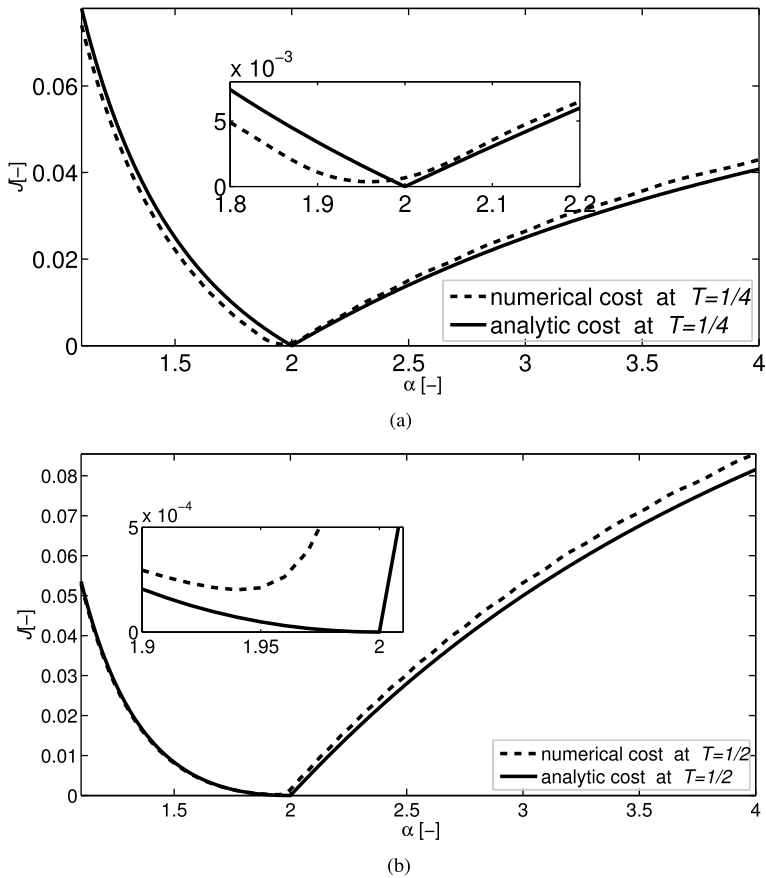 0.06
0.04
0.02
0
J[-]
x 10⁻³
5
0
1.8 1.9 2 2.1 2.2
numerical cost at T=1/4
analytic cost at T=1/4
1.5 2 2.5 3 3.5 4
α [-]
(a)
0.08
0.07
0.06
0.05
0.04
0.03
0.02
0.01
0
J[-]
5 x 10⁻⁴
0
1.9 1.95 2
numerical cost at T=1/2
analytic cost at T=1/2
1.5 2 2.5 3 3.5 4
α [-]
(b)